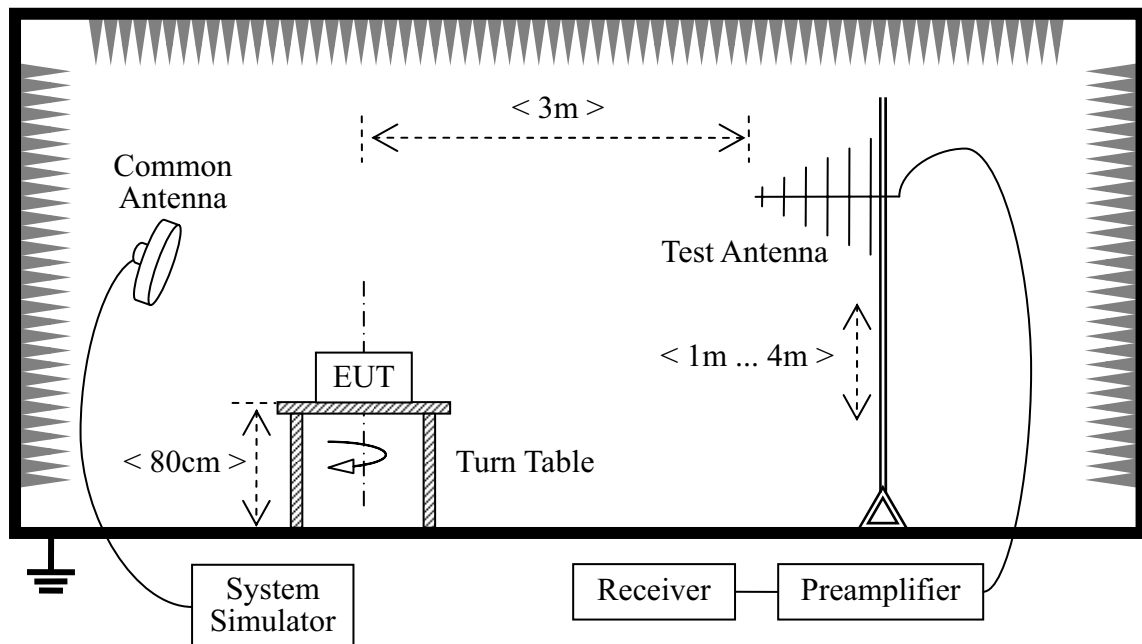 < 3m >
Common
Antenna
Test Antenna
< 1m ... 4m >
EUT
< 80cm >
Turn Table
System
Simulator
Receiver
Preamplifier